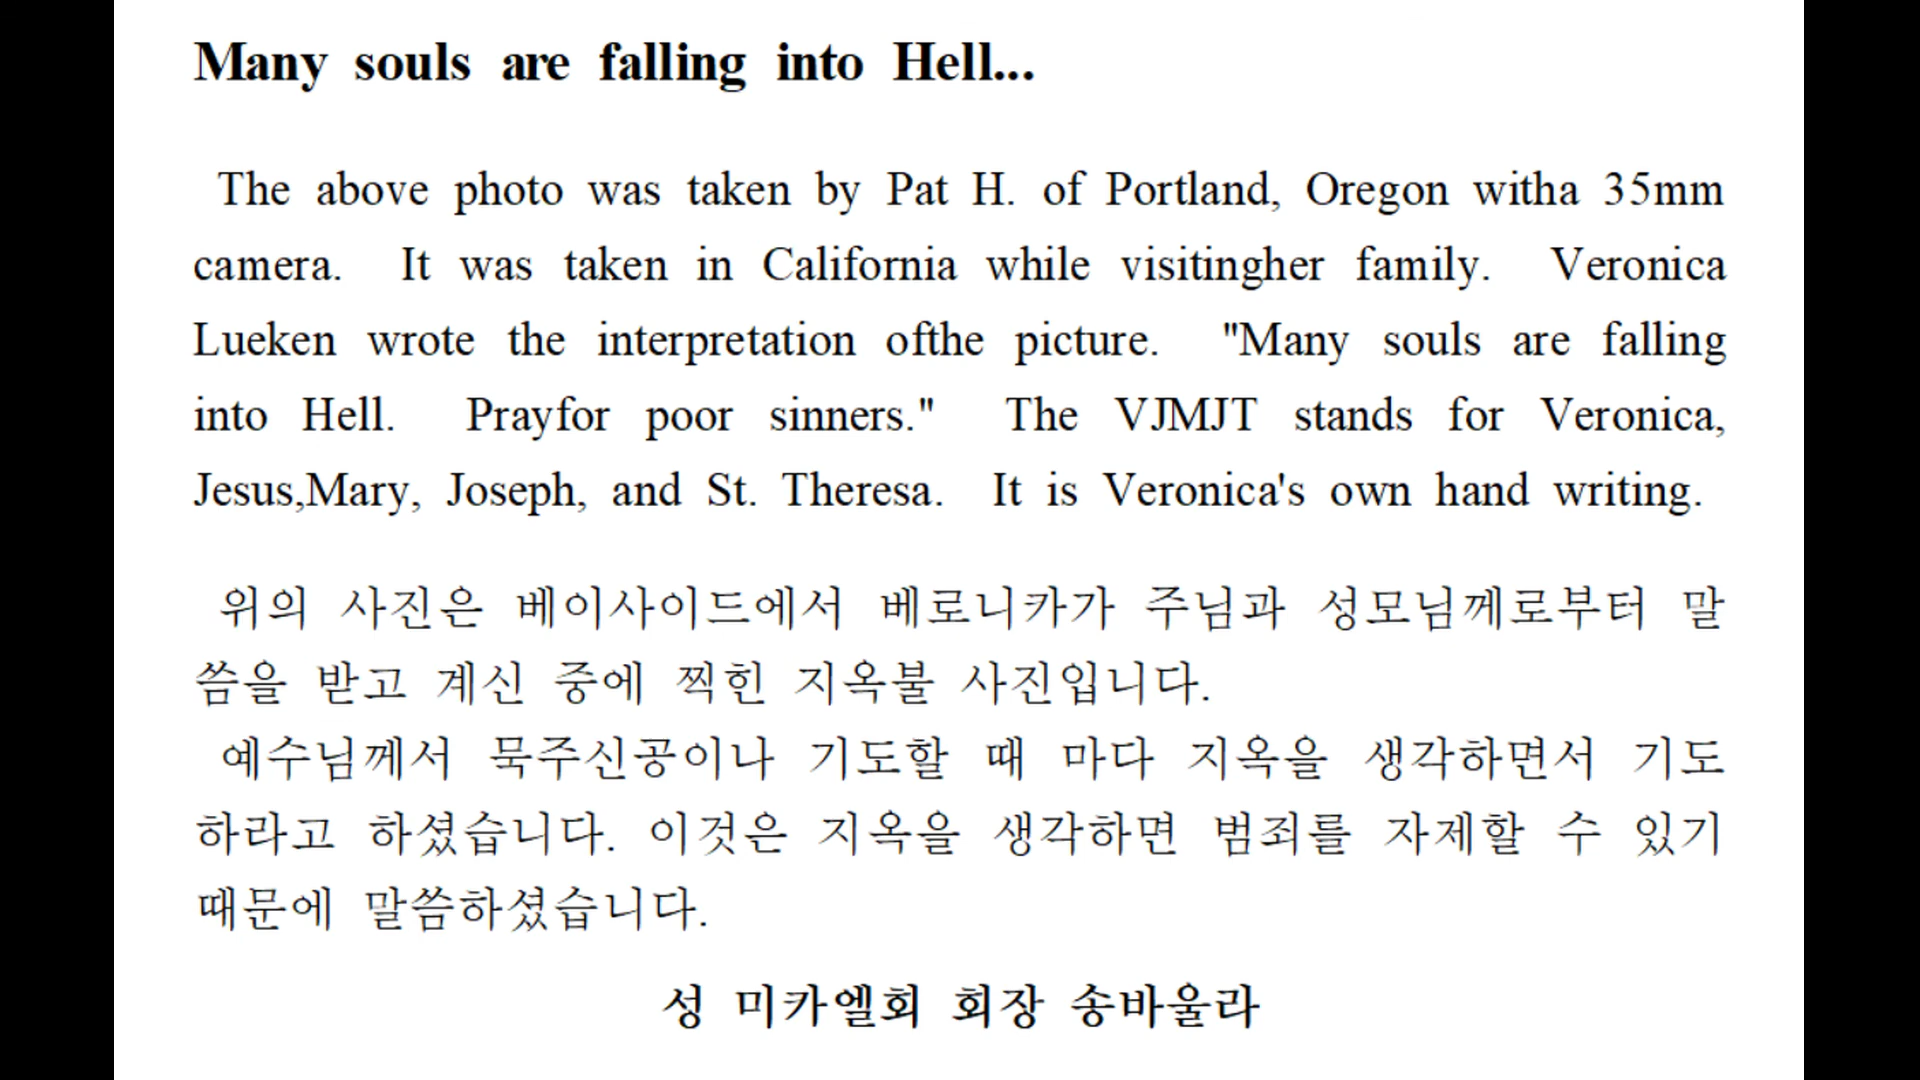 Many souls are falling into Hell...
The above photo was taken by Pat H. of Portland, Oregon witha 35mm
camera. It was taken in California while visitingher family. Veronica
Lueken wrote the interpretation ofthe picture. "Many souls are falling
into Hell. Prayfor poor sinners." The VJMJT stands for Veronica,
Jesus,Mary, Joseph, and St. Theresa. It is Veronica's own hand writing.
위의 사진은 베이사이드에서 베로니카가 주님과 성모님께로부터 말
씀을 받고 계신 중에 찍힌 지옥불 사진입니다.
예수님께서 묵주신공이나 기도할 때 마다 지옥을 생각하면서 기도
하라고 하셨습니다. 이것은 지옥을 생각하면 범죄를 자제할 수 있기
때문에 말씀하셨습니다.
성 미카엘회 회장 송바울라